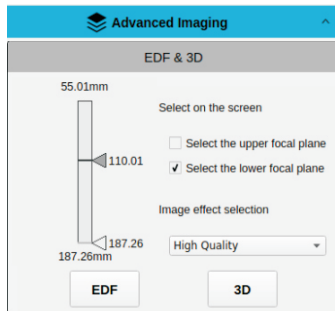 Advanced Imaging
EDF & 3D
55.01mm
Select on the screen
Select the upper focal plane
110.01
Select the lower focal plane
Image effect selection
187.26
High Quality
187.26mm
EDF
3D